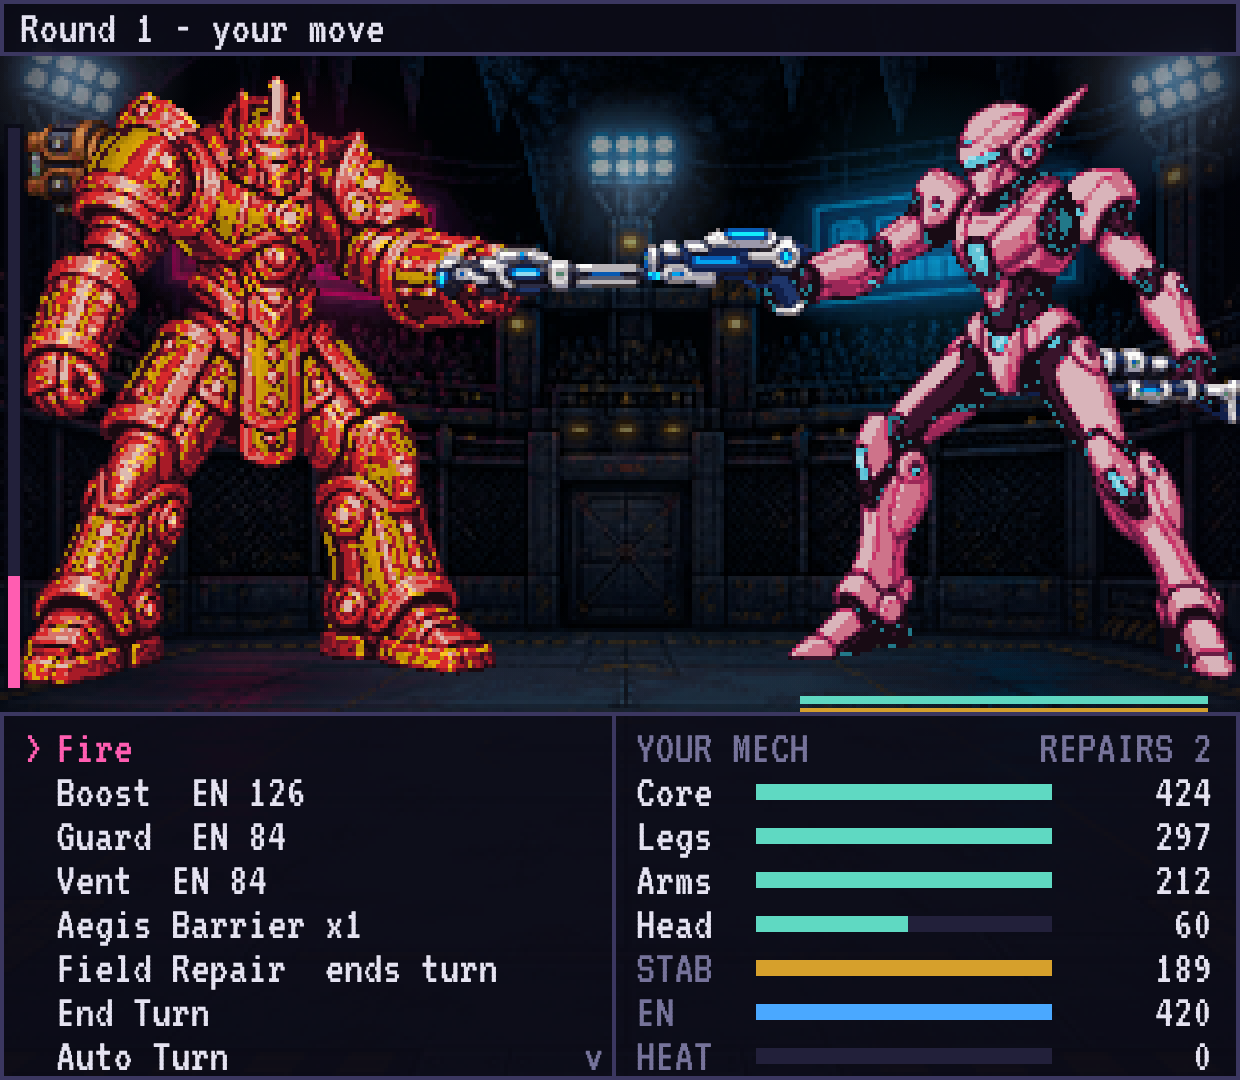 Round 1 - your move
> Fire
Boost EN 126
Guard EN 84
Vent EN 84
Aegis Barrier x1
Field Repair ends turn
End Turn
Auto Turn v
YOUR MECH REPAIRS 2
Core 424
Legs 297
Arms 212
Head 60
STAB 189
EN 420
HEAT 0